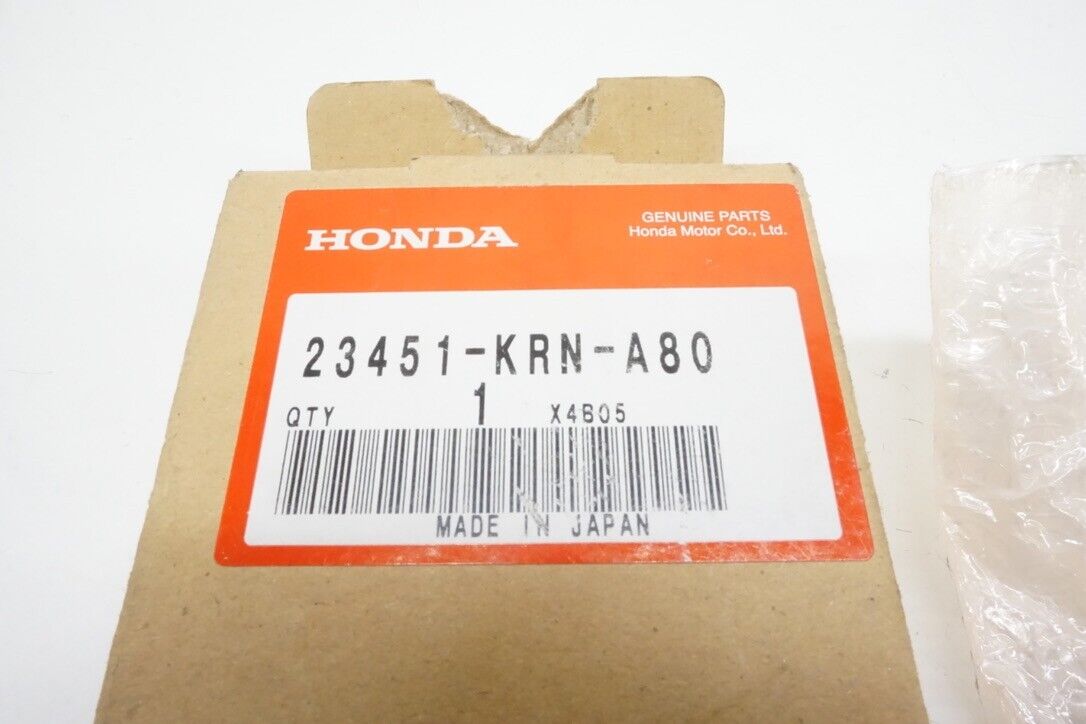 HONDA
GENUINE PARTS
Honda Motor Co., Ltd.
23451-KRN-A80
QTY 1 X4B05
MADE IN JAPAN